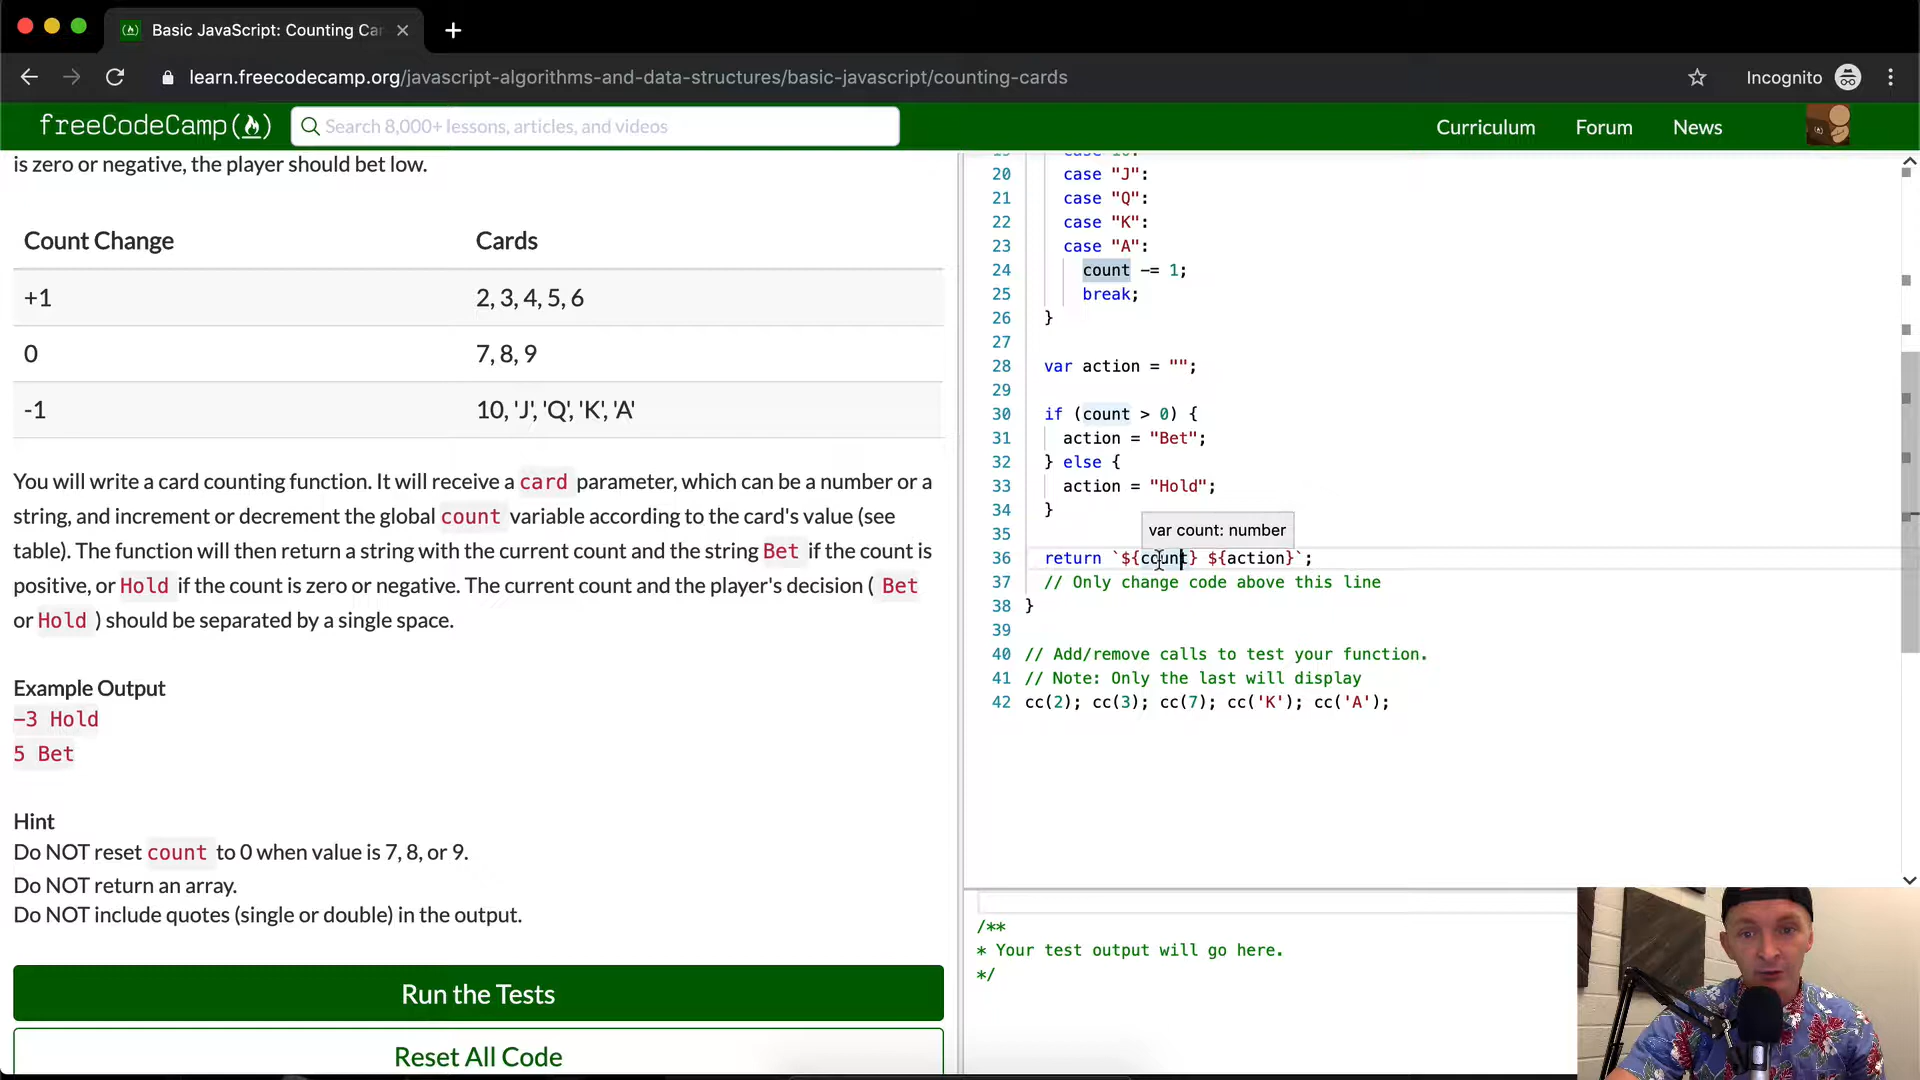 Basic JavaScript: Counting Car
learn.freecodecamp.org/javascript-algorithms-and-data-structures/basic-javascript/counting-cards
Incognito
freeCodeCamp
Search 8,000+ lessons, articles, and videos
Curriculum
Forum
News
is zero or negative, the player should bet low.
Count Change Cards
+1 2, 3, 4, 5, 6
0 7, 8, 9
-1 10, 'J', 'Q', 'K', 'A'
You will write a card counting function. It will receive a card parameter, which can be a number or a
string, and increment or decrement the global count variable according to the card's value (see
table). The function will then return a string with the current count and the string Bet if the count is
positive, or Hold if the count is zero or negative. The current count and the player's decision ( Bet
or Hold ) should be separated by a single space.
Example Output
-3 Hold
5 Bet
Hint
Do NOT reset count to 0 when value is 7, 8, or 9.
Do NOT return an array.
Do NOT include quotes (single or double) in the output.
Run the Tests
Reset All Code
19 case 10:
20 case "J":
21 case "Q":
22 case "K":
23 case "A":
24 count -= 1;
25 break;
26 }
27
28 var action = "";
29
30 if (count > 0) {
31 action = "Bet";
32 } else {
33 action = "Hold";
34 }
35
var count: number
36 return `${count} ${action}`;
37 // Only change code above this line
38 }
39
40 // Add/remove calls to test your function.
41 // Note: Only the last will display
42 cc(2); cc(3); cc(7); cc('K'); cc('A');
/**
* Your test output will go here.
*/